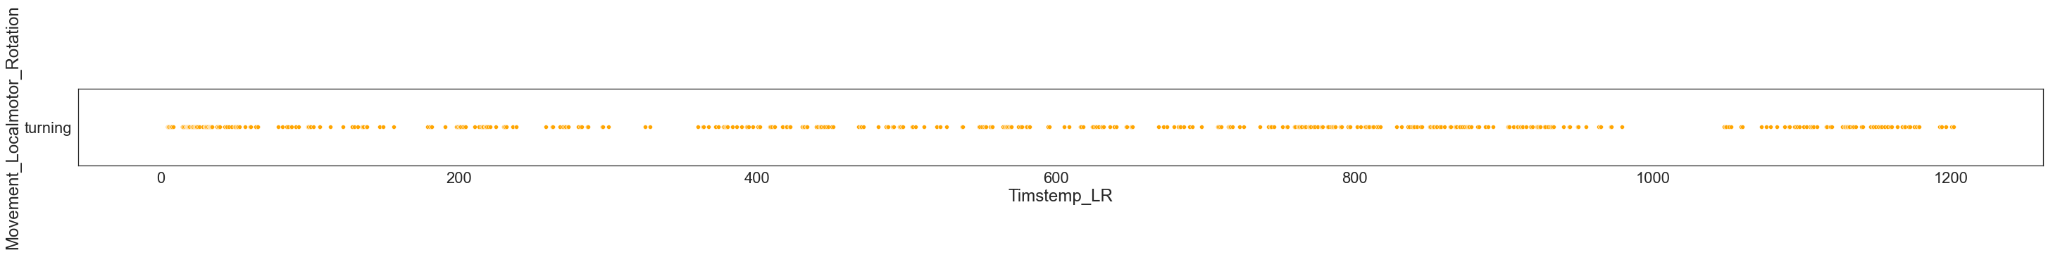 Movement_Localmotor_Rotation
turning
0 200 400 600 800 1000 1200
Timstemp_LR